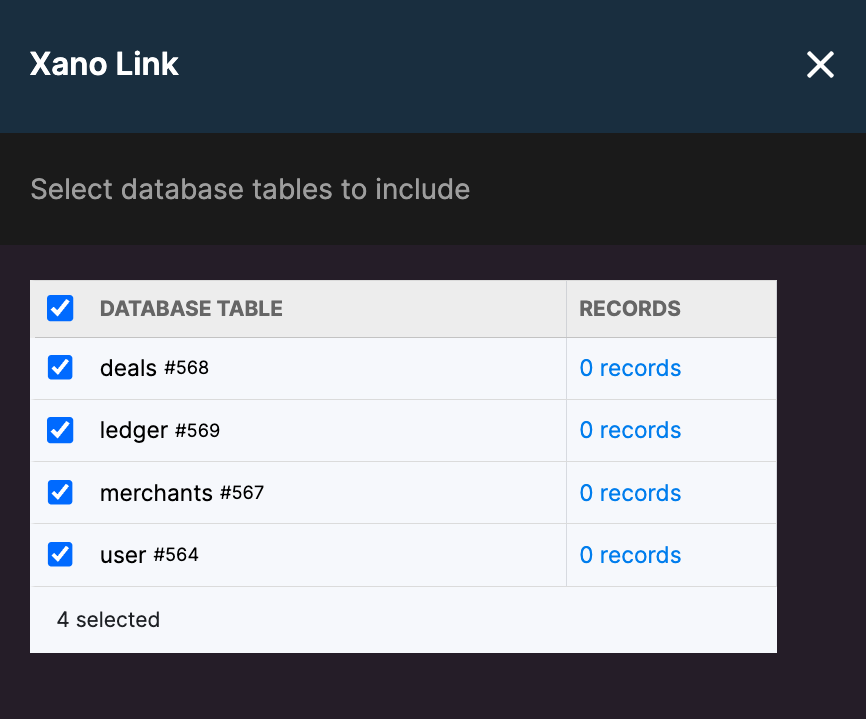 Xano Link
Select database tables to include
DATABASE TABLE RECORDS
deals #568 0 records
ledger #569 0 records
merchants #567 0 records
user #564 0 records
4 selected